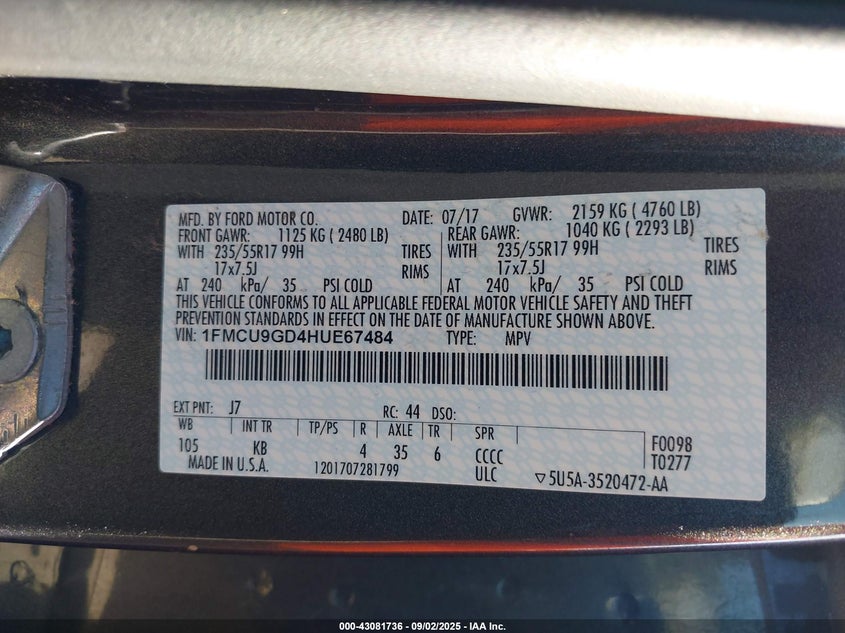 MFD. BY FORD MOTOR CO. DATE: 07/17 GVWR: 2159 KG ( 4760 LB)
FRONT GAWR: 1125 KG ( 2480 LB) REAR GAWR: 1040 KG ( 2293 LB)
WITH 235/55R17 99H TIRES WITH 235/55R17 99H TIRES
17x7.5J RIMS 17x7.5J RIMS
AT 240 kPa/ 35 PSI COLD AT 240 kPa/ 35 PSI COLD
THIS VEHICLE CONFORMS TO ALL APPLICABLE FEDERAL MOTOR VEHICLE SAFETY AND THEFT
PREVENTION STANDARDS IN EFFECT ON THE DATE OF MANUFACTURE SHOWN ABOVE.
VIN: 1FMCU9GD4HUE67484 TYPE: MPV
EXT PNT: J7 RC: 44 DSO:
WB INT TR TP/PS R AXLE TR SPR
105 KB 4 35 6 CCCC F0098
MADE IN U.S.A. 1201707281799 ULC T0277
5U5A-3520472-AA
000-43081736 - 09/02/2025 - IAA Inc.